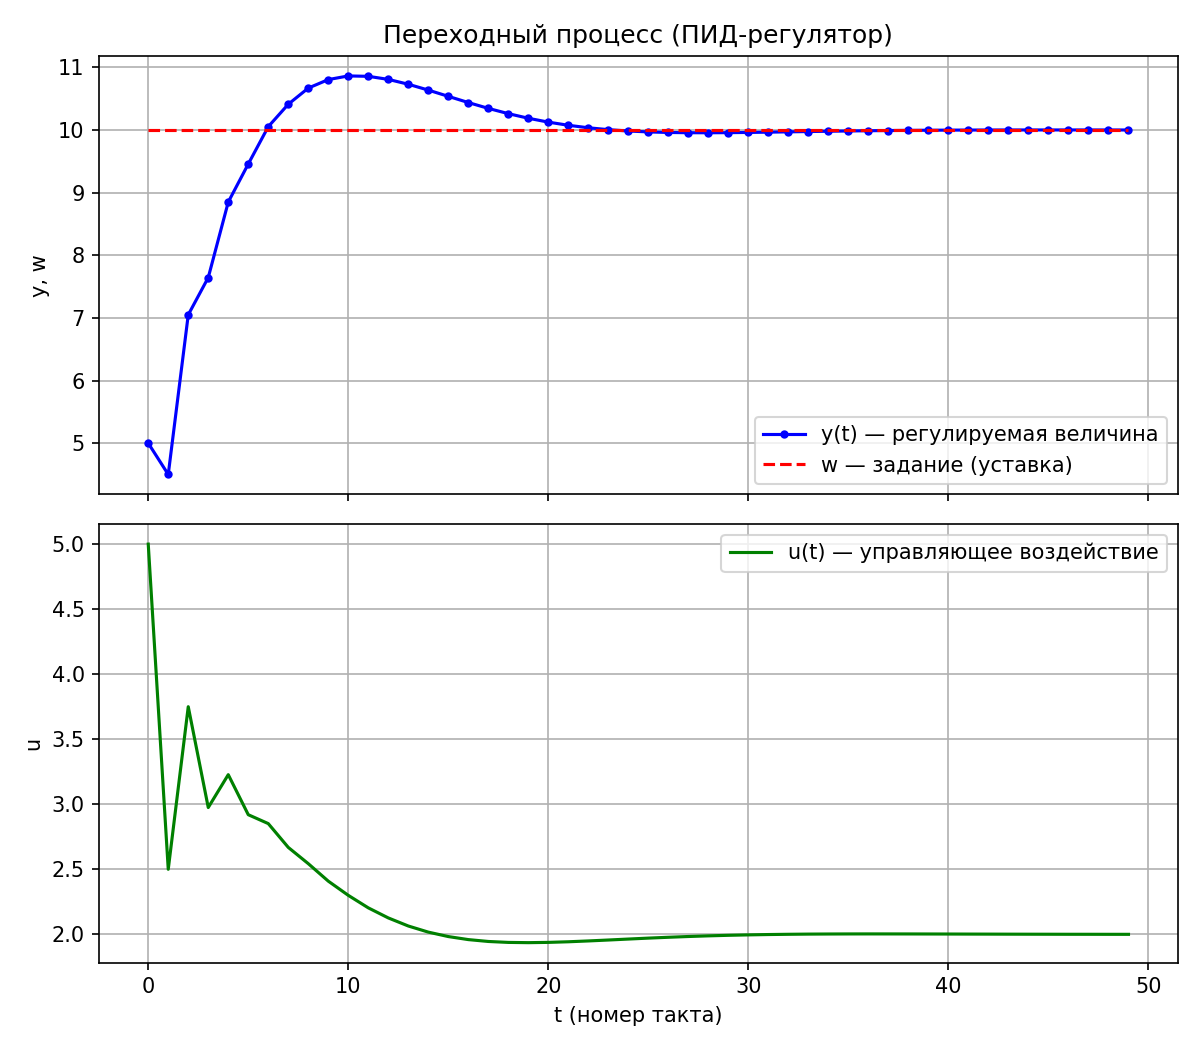 Переходный процесс (ПИД-регулятор)
11
10
9
8
7
6
5
y, w
y(t) — регулируемая величина
w — задание (уставка)
5.0
4.5
4.0
3.5
3.0
2.5
2.0
u
u(t) — управляющее воздействие
0 10 20 30 40 50
t (номер такта)